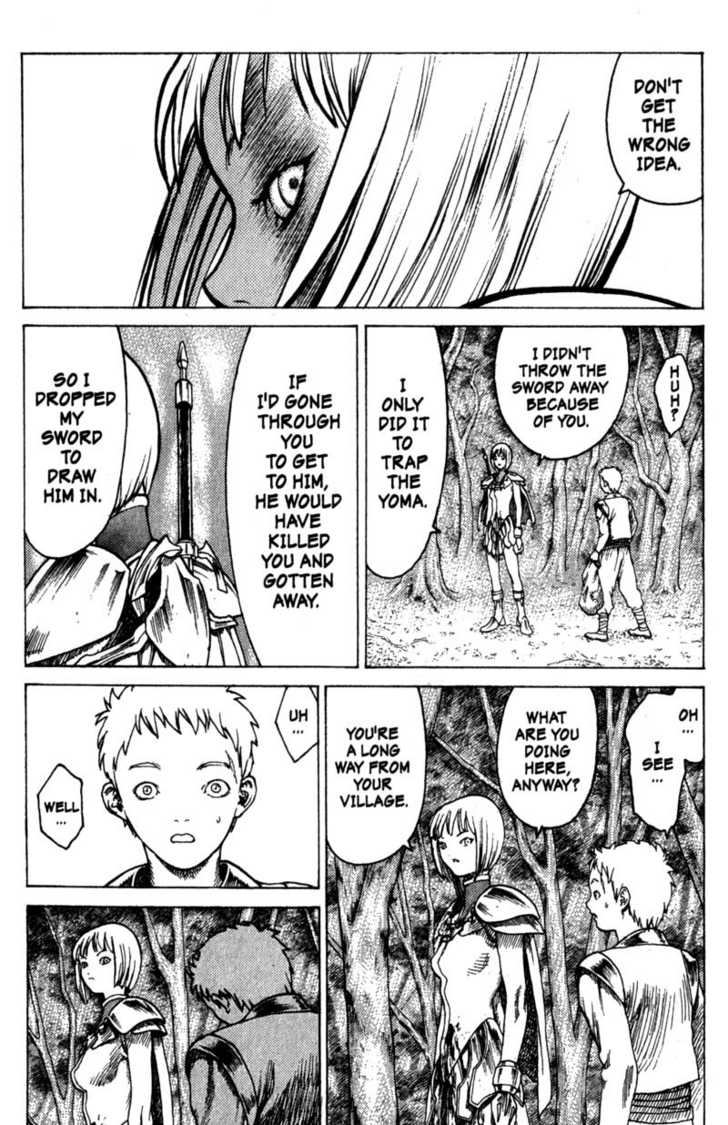 DON'T
GET
THE
WRONG
IDEA.
HUH?
I DIDN'T
THROW THE
SWORD AWAY
BECAUSE
OF YOU.
I
ONLY
DID IT
TO
TRAP
THE
YOMA.
IF
I'D GONE
THROUGH
YOU
TO GET
TO HIM,
HE WOULD
HAVE
KILLED
YOU AND
GOTTEN
AWAY.
SO I
DROPPED
MY
SWORD
TO
DRAW
HIM IN.
OH
...
I
SEE
...
WHAT
ARE YOU
DOING
HERE,
ANYWAY?
YOU'RE
A LONG
WAY FROM
YOUR
VILLAGE.
UH
...
WELL
...